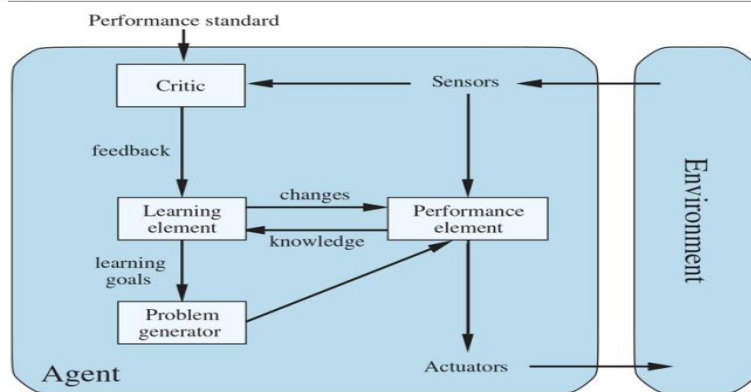 Performance standard
Critic
Sensors
feedback
changes
Learning
element
Performance
element
knowledge
learning
goals
Problem
generator
Actuators
Agent
Environment